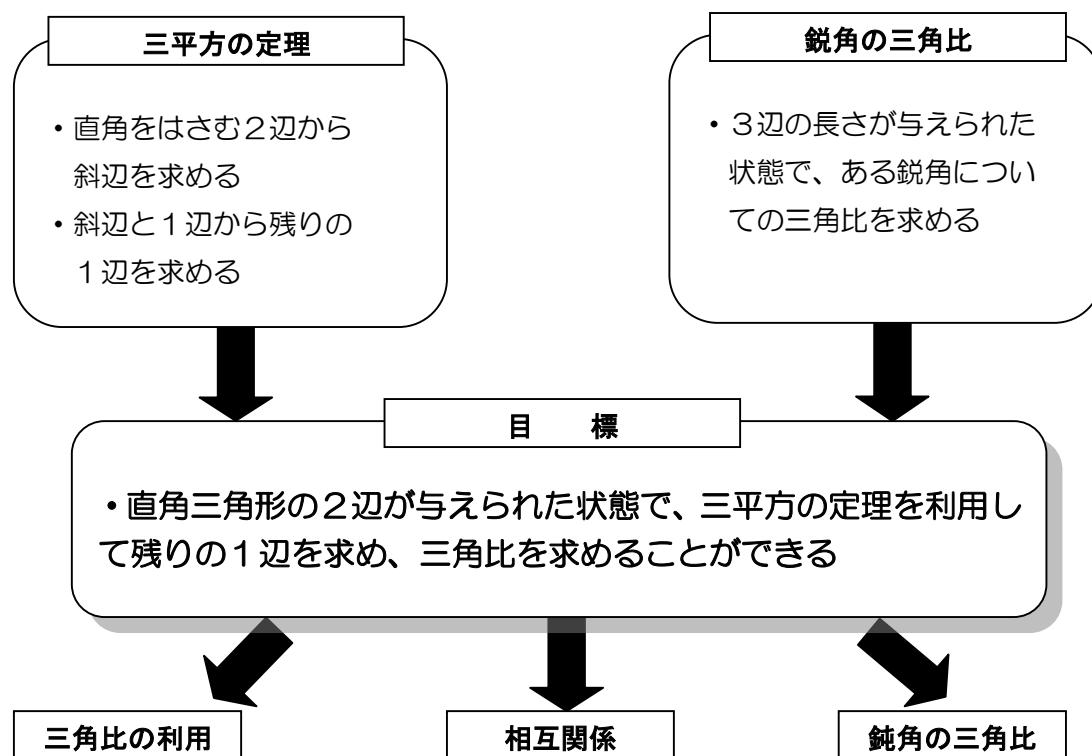 三平方の定理
・直角をはさむ２辺から
斜辺を求める
・斜辺と１辺から残りの
１辺を求める
鋭角の三角比
・３辺の長さが与えられた
状態で、ある鋭角につい
ての三角比を求める
目　標
・直角三角形の２辺が与えられた状態で、三平方の定理を利用し
て残りの１辺を求め、三角比を求めることができる
三角比の利用
相互関係
鈍角の三角比